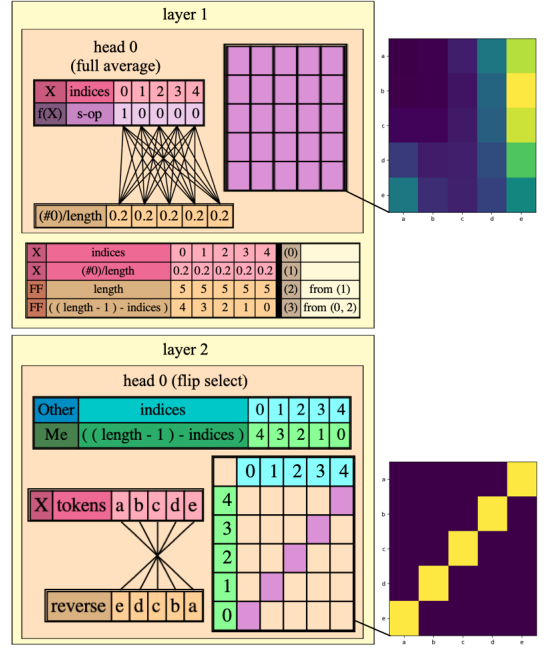 layer 1
head 0
(full average)
X indices 0 1 2 3 4
f(X) s-op 1 0 0 0 0
(#0)/length 0.2 0.2 0.2 0.2 0.2
X indices 0 1 2 3 4 (0)
X (#0)/length 0.2 0.2 0.2 0.2 0.2 (1)
FF length 5 5 5 5 5 (2) from (1)
FF ( ( length - 1 ) - indices ) 4 3 2 1 0 (3) from (0, 2)
a
b
c
d
e
a b c d e
layer 2
head 0 (flip select)
Other indices 0 1 2 3 4
Me ( ( length - 1 ) - indices ) 4 3 2 1 0
X tokens a b c d e
reverse e d c b a
0 1 2 3 4
4
3
2
1
0
a
b
c
d
e
a b c d e